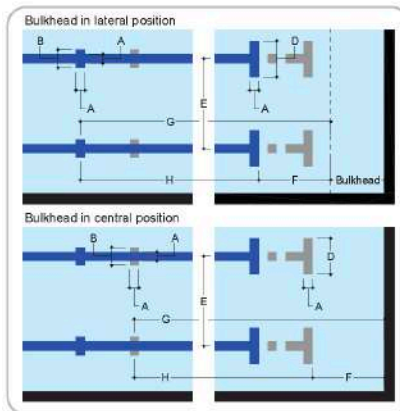 Bulkhead in lateral position
B A D
E
A A
G
H F Bulkhead
Bulkhead in central position
B A
D
E
A A
G
H F